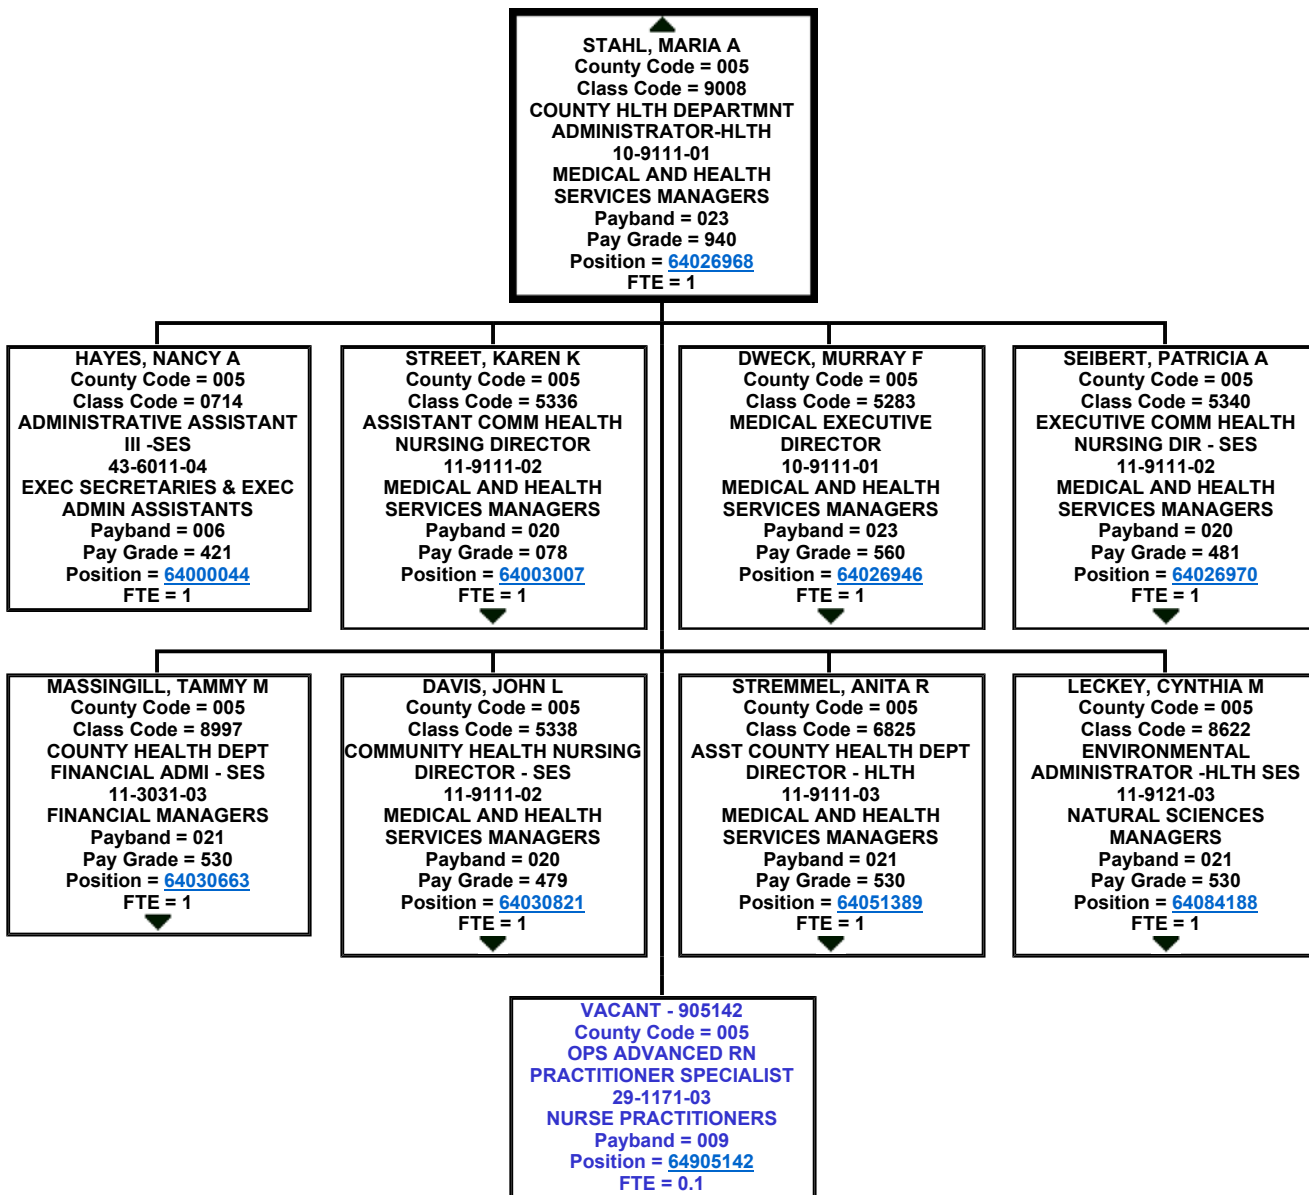 STAHL, MARIA A
County Code = 005
Class Code = 9008
COUNTY HLTH DEPARTMNT
ADMINISTRATOR-HLTH
10-9111-01
MEDICAL AND HEALTH
SERVICES MANAGERS
Payband = 023
Pay Grade = 940
Position = 64026968
FTE = 1
HAYES, NANCY A
County Code = 005
Class Code = 0714
ADMINISTRATIVE ASSISTANT
III -SES
43-6011-04
EXEC SECRETARIES & EXEC
ADMIN ASSISTANTS
Payband = 006
Pay Grade = 421
Position = 64000044
FTE = 1
STREET, KAREN K
County Code = 005
Class Code = 5336
ASSISTANT COMM HEALTH
NURSING DIRECTOR
11-9111-02
MEDICAL AND HEALTH
SERVICES MANAGERS
Payband = 020
Pay Grade = 078
Position = 64003007
FTE = 1
DWECK, MURRAY F
County Code = 005
Class Code = 5283
MEDICAL EXECUTIVE
DIRECTOR
10-9111-01
MEDICAL AND HEALTH
SERVICES MANAGERS
Payband = 023
Pay Grade = 560
Position = 64026946
FTE = 1
SEIBERT, PATRICIA A
County Code = 005
Class Code = 5340
EXECUTIVE COMM HEALTH
NURSING DIR - SES
11-9111-02
MEDICAL AND HEALTH
SERVICES MANAGERS
Payband = 020
Pay Grade = 481
Position = 64026970
FTE = 1
MASSINGILL, TAMMY M
County Code = 005
Class Code = 8997
COUNTY HEALTH DEPT
FINANCIAL ADMI - SES
11-3031-03
FINANCIAL MANAGERS
Payband = 021
Pay Grade = 530
Position = 64030663
FTE = 1
DAVIS, JOHN L
County Code = 005
Class Code = 5338
COMMUNITY HEALTH NURSING
DIRECTOR - SES
11-9111-02
MEDICAL AND HEALTH
SERVICES MANAGERS
Payband = 020
Pay Grade = 479
Position = 64030821
FTE = 1
STREMMEL, ANITA R
County Code = 005
Class Code = 6825
ASST COUNTY HEALTH DEPT
DIRECTOR - HLTH
11-9111-03
MEDICAL AND HEALTH
SERVICES MANAGERS
Payband = 021
Pay Grade = 530
Position = 64051389
FTE = 1
LECKEY, CYNTHIA M
County Code = 005
Class Code = 8622
ENVIRONMENTAL
ADMINISTRATOR -HLTH SES
11-9121-03
NATURAL SCIENCES
MANAGERS
Payband = 021
Pay Grade = 530
Position = 64084188
FTE = 1
VACANT - 905142
County Code = 005
OPS ADVANCED RN
PRACTITIONER SPECIALIST
29-1171-03
NURSE PRACTITIONERS
Payband = 009
Position = 64905142
FTE = 0.1